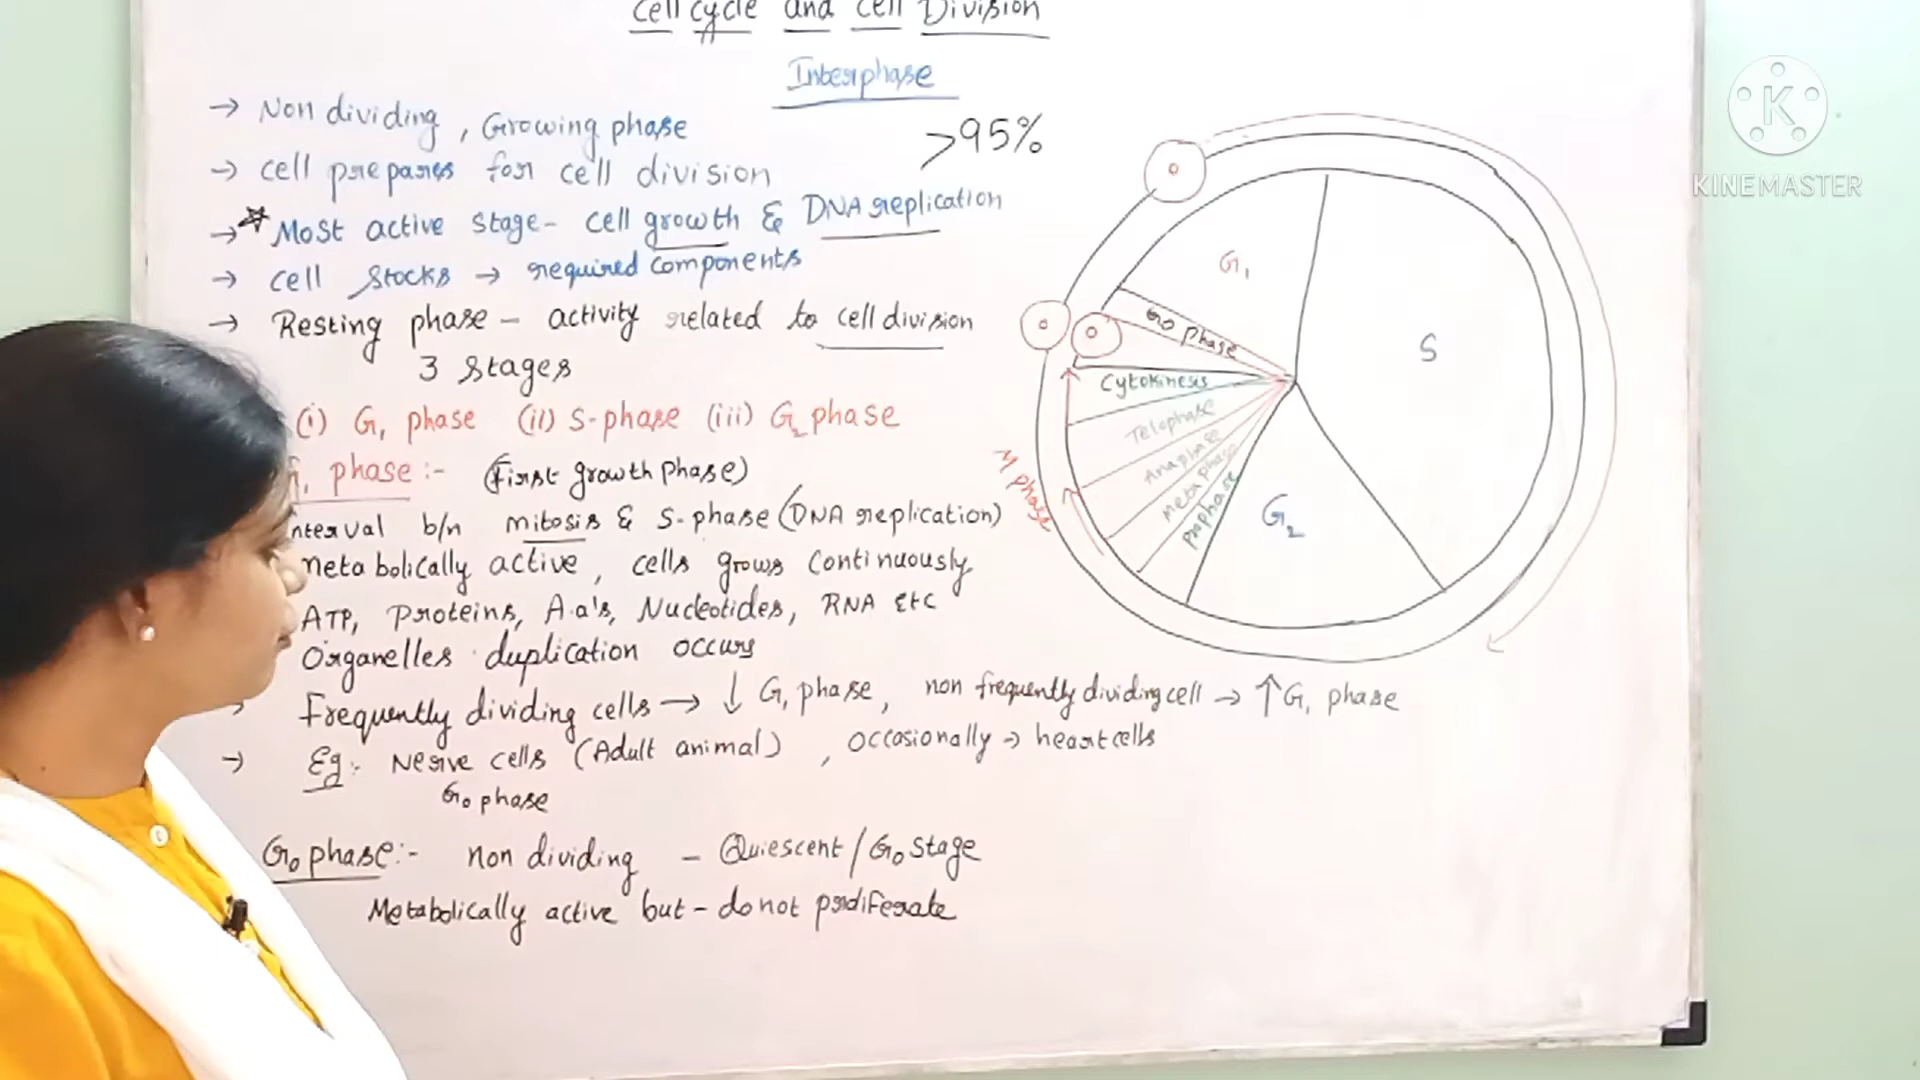 Cell cycle and cell Division
Interphase
→ Non dividing, Growing phase
>95%
→ cell prepares for cell division
→ ☆ Most active stage - cell growth & DNA replication
→ cell stocks → required components
→ Resting phase - activity related to cell division
3 stages
(i) G₁ phase (ii) S-phase (iii) G₂ phase
G₁ phase :- (First growth phase)
nterval b/n mitosis & S-phase (DNA replication)
metabolically active, cells grows continuously
ATP, Proteins, A.a's, Nucleotides, RNA Etc
Organelles duplication occurs
Frequently dividing cells → ↓ G₁ phase, non frequently dividing cell → ↑ G₁ phase
→ Eg:- Nerve cells (Adult animal), occasionally → heart cells
G₀ phase
G₀ phase:- non dividing - Quiescent / G₀ stage
Metabolically active but - do not proliferate
G₁
G₀ phase
S
Cytokinesis
Telophase
Anaphase
Metaphase
prophase
G₂
M phase
K
KINEMASTER